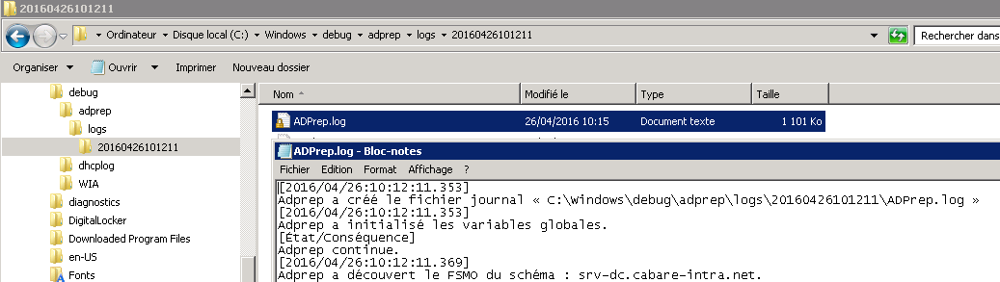 20160426101211
Ordinateur Disque local (C:) Windows debug adprep logs 20160426101211
Rechercher dans
Organiser Ouvrir Imprimer Nouveau dossier
debug
adprep
logs
20160426101211
dhcplog
WIA
diagnostics
DigitalLocker
Downloaded Program Files
en-US
Fonts
Nom Modifié le Type Taille
ADPrep.log 26/04/2016 10:15 Document texte 1 101 Ko
ADPrep.log - Bloc-notes
Fichier Edition Format Affichage ?
[2016/04/26:10:12:11.353]
Adprep a créé le fichier journal « C:\Windows\debug\adprep\logs\20160426101211\ADPrep.log »
[2016/04/26:10:12:11.353]
Adprep a initialisé les variables globales.
[État/Conséquence]
Adprep continue.
[2016/04/26:10:12:11.369]
Adprep a découvert le FSMO du schéma : srv-dc.cabare-intra.net.